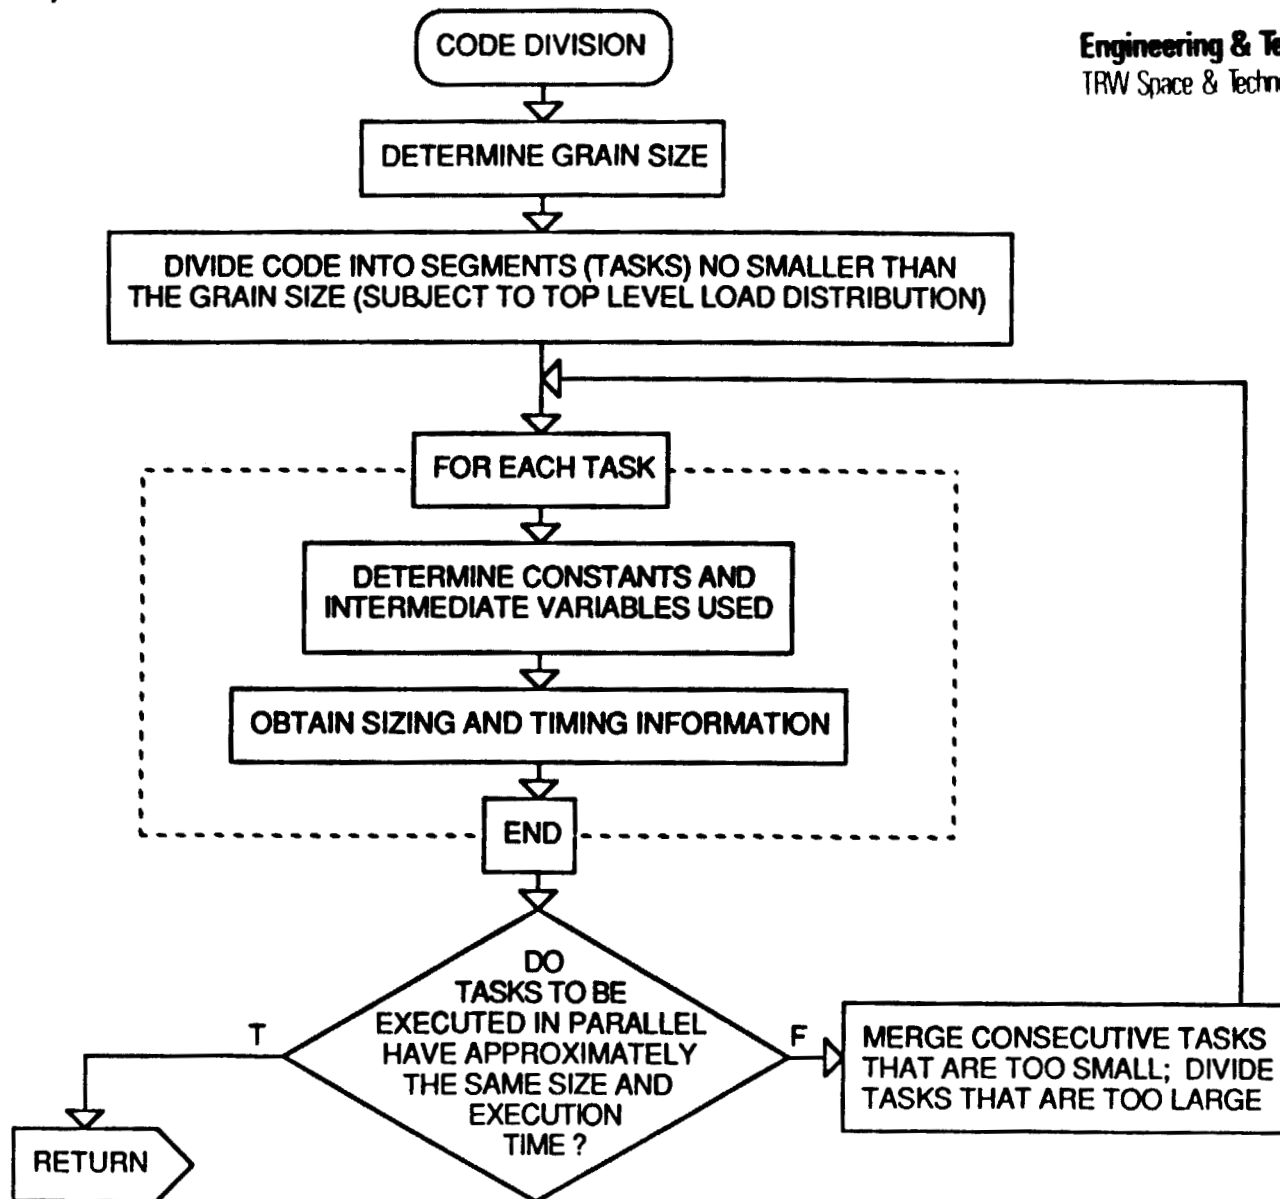 CODE DIVISION
Engineering &
TRW Space &
DETERMINE GRAIN SIZE
DIVIDE CODE INTO SEGMENTS (TASKS) NO SMALLER THAN
THE GRAIN SIZE (SUBJECT TO TOP LEVEL LOAD DISTRIBUTION)
FOR EACH TASK
DETERMINE CONSTANTS AND
INTERMEDIATE VARIABLES USED
OBTAIN SIZING AND TIMING INFORMATION
END
DO
TASKS TO BE
EXECUTED IN PARALLEL
HAVE APPROXIMATELY
THE SAME SIZE AND
EXECUTION
TIME ?
T
F
MERGE CONSECUTIVE TASKS
THAT ARE TOO SMALL; DIVIDE
TASKS THAT ARE TOO LARGE
RETURN